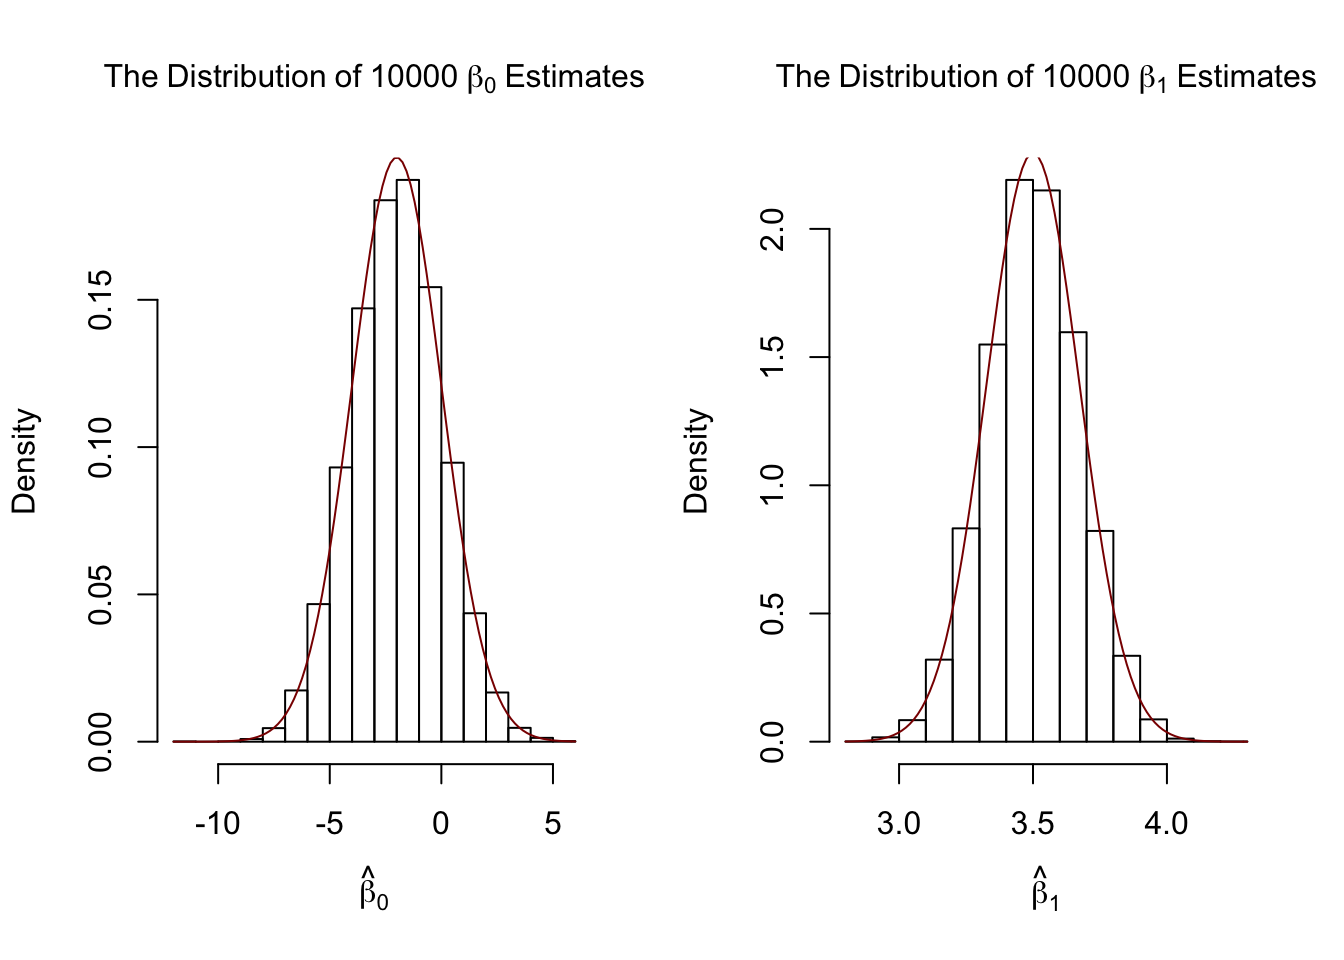 The Distribution of 10000 β₀ Estimates
Density
0.00
0.05
0.10
0.15
-10
-5
0
5
β̂₀
The Distribution of 10000 β₁ Estimates
Density
0.0
0.5
1.0
1.5
2.0
3.0
3.5
4.0
β̂₁